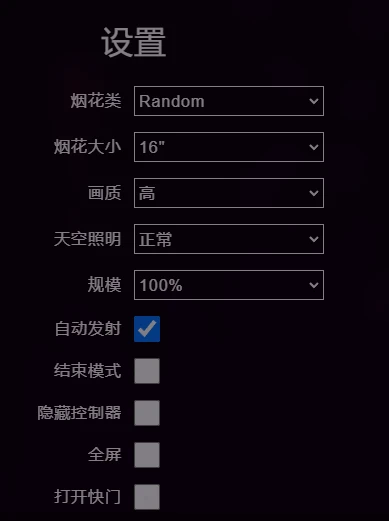 设置
烟花类 Random
烟花大小 16"
画质 高
天空照明 正常
规模 100%
自动发射
结束模式
隐藏控制器
全屏
打开快门